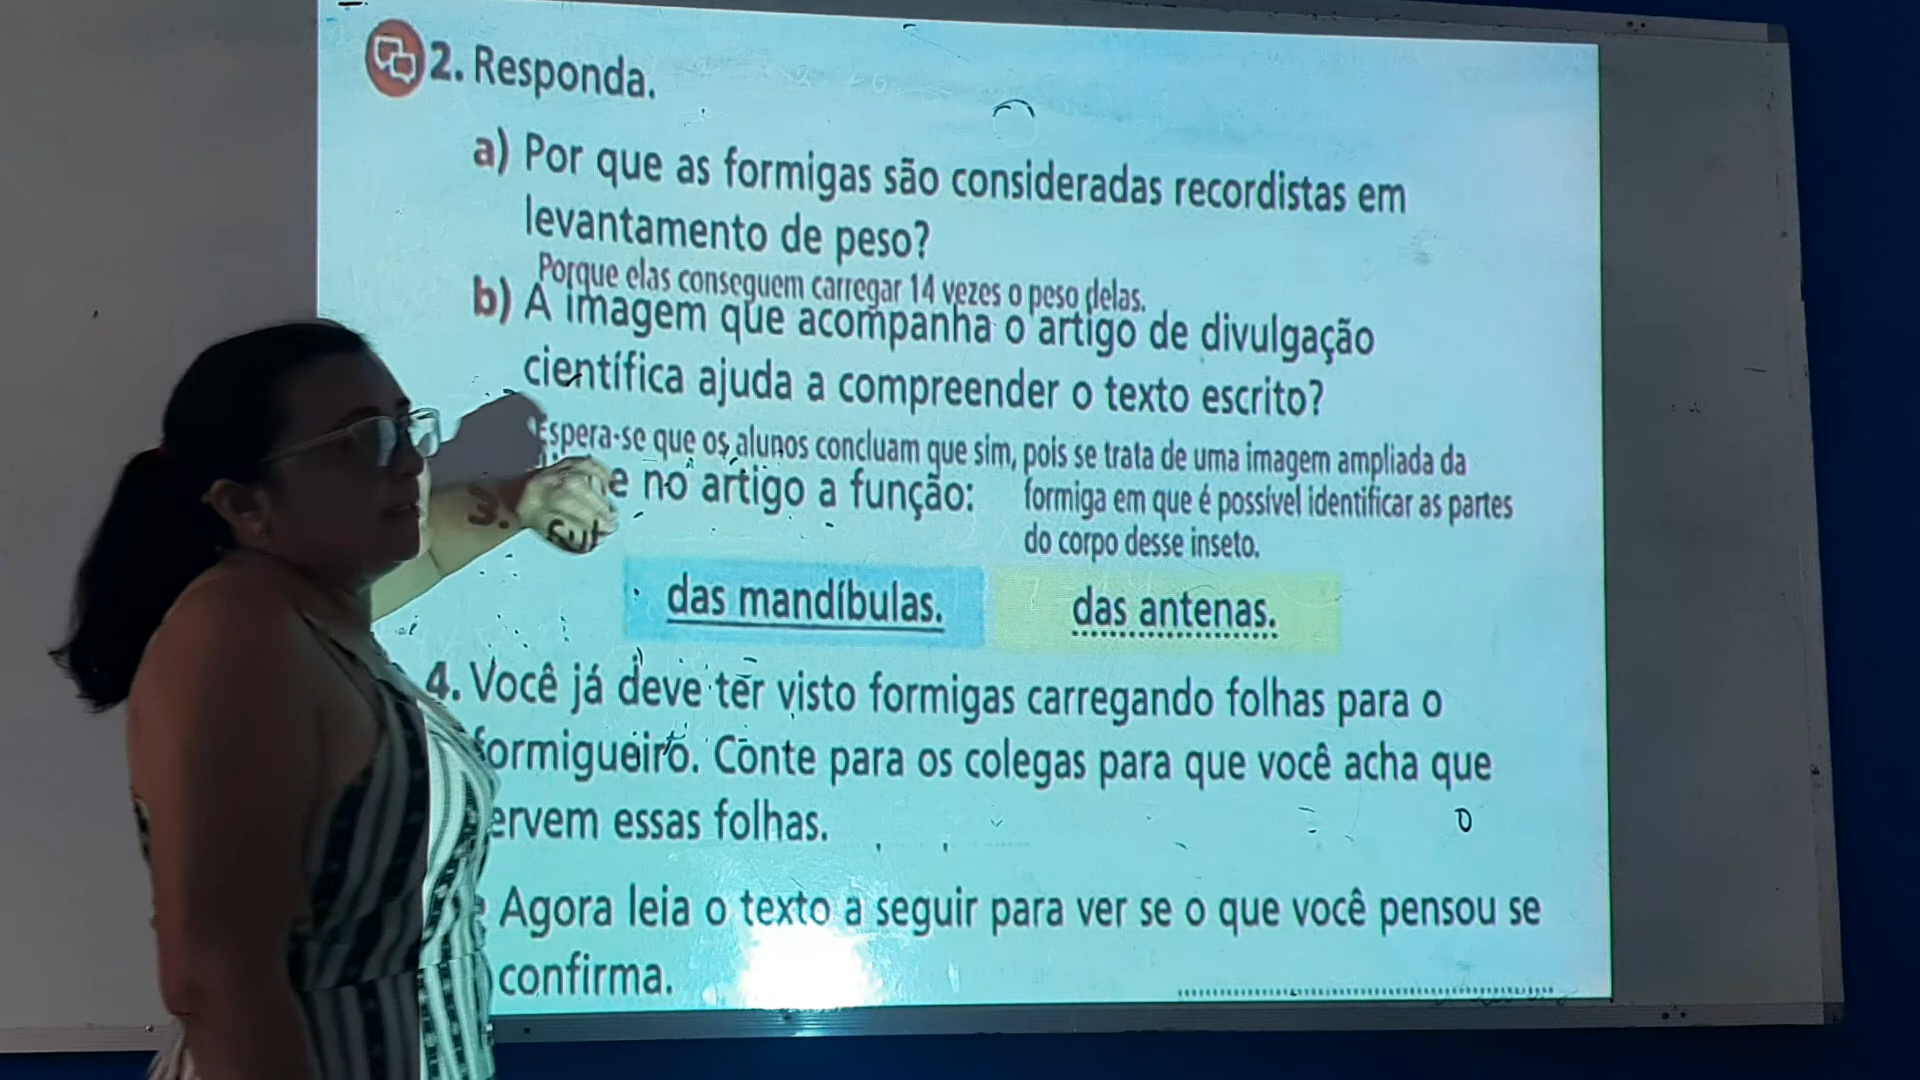 2. Responda.
a) Por que as formigas são consideradas recordistas em
levantamento de peso?
Porque elas conseguem carregar 14 vezes o peso delas.
b) A imagem que acompanha o artigo de divulgação
científica ajuda a compreender o texto escrito?
Espera-se que os alunos concluam que sim, pois se trata de uma imagem ampliada da
formiga em que é possível identificar as partes
do corpo desse inseto.
3. no artigo a função:
das mandíbulas. das antenas.
4. Você já deve ter visto formigas carregando folhas para o
formigueiro. Conte para os colegas para que você acha que
ervem essas folhas.
Agora leia o texto a seguir para ver se o que você pensou se
confirma.